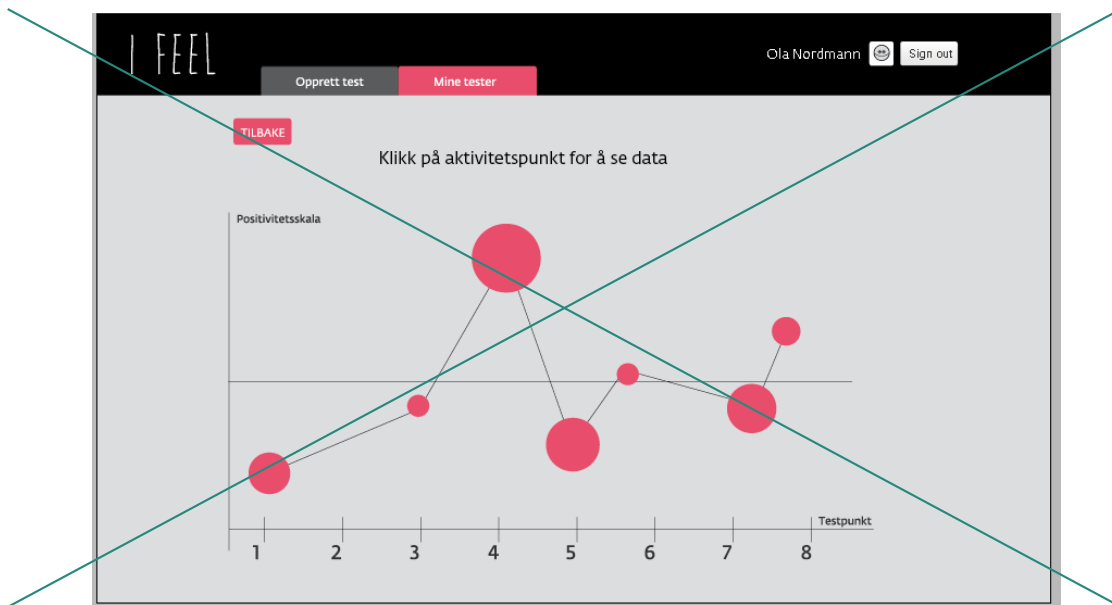 I FEEL
Ola Nordmann Sign out
Opprett test Mine tester
TILBAKE
Klikk på aktivitetspunkt for å se data
Positivitetsskala
Testpunkt
1 2 3 4 5 6 7 8